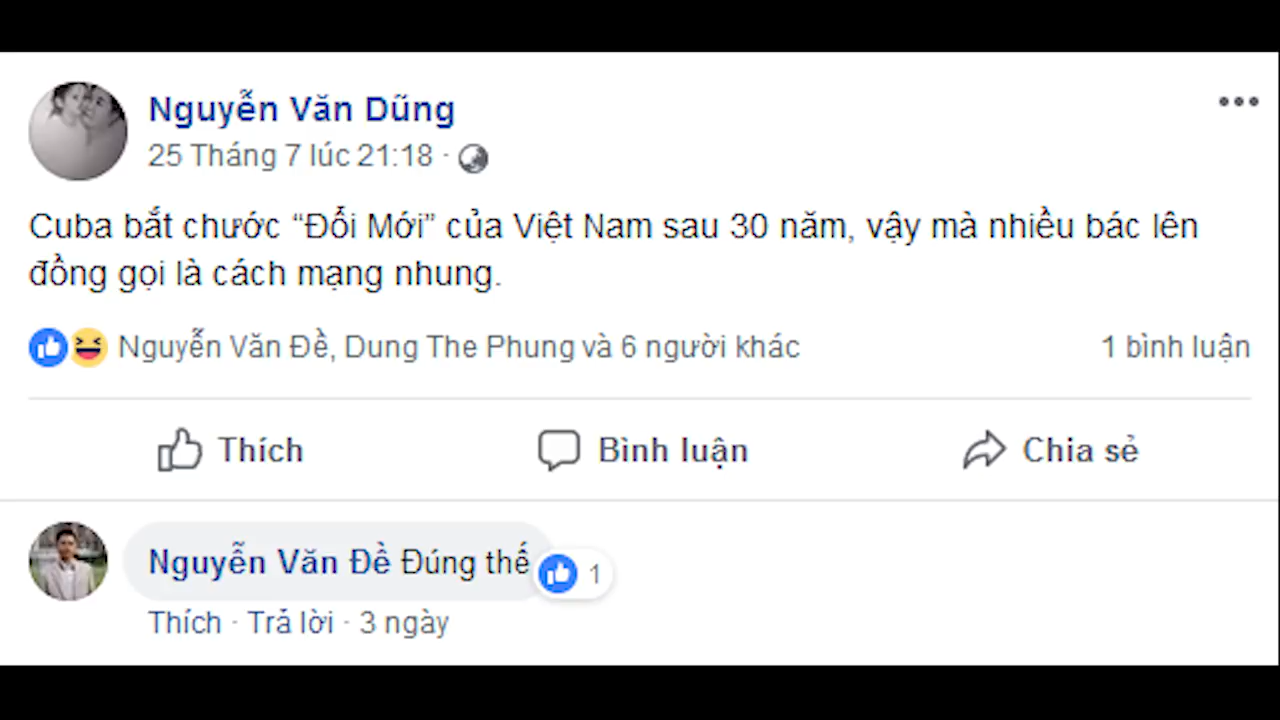 Nguyễn Văn Dũng
25 Tháng 7 lúc 21:18 ·
Cuba bắt chước “Đổi Mới” của Việt Nam sau 30 năm, vậy mà nhiều bác lên
đồng gọi là cách mạng nhung.
Nguyễn Văn Đề, Dung The Phung và 6 người khác
1 bình luận
Thích
Bình luận
Chia sẻ
Nguyễn Văn Đề Đúng thế
1
Thích · Trả lời · 3 ngày